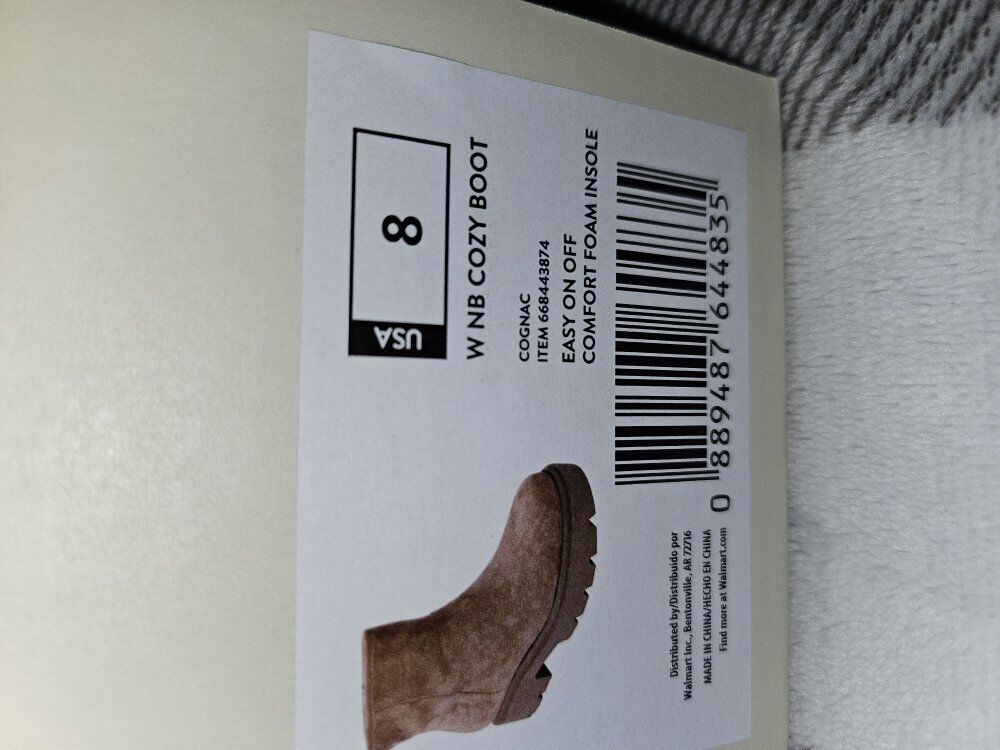 USA
8
W NB COZY BOOT
COGNAC
ITEM 668443874
EASY ON OFF
COMFORT FOAM INSOLE
0 889487 644835
Distributed by/Distribuido por
Walmart Inc., Bentonville, AR 72716
MADE IN CHINA/HECHO EN CHINA
Find more at Walmart.com